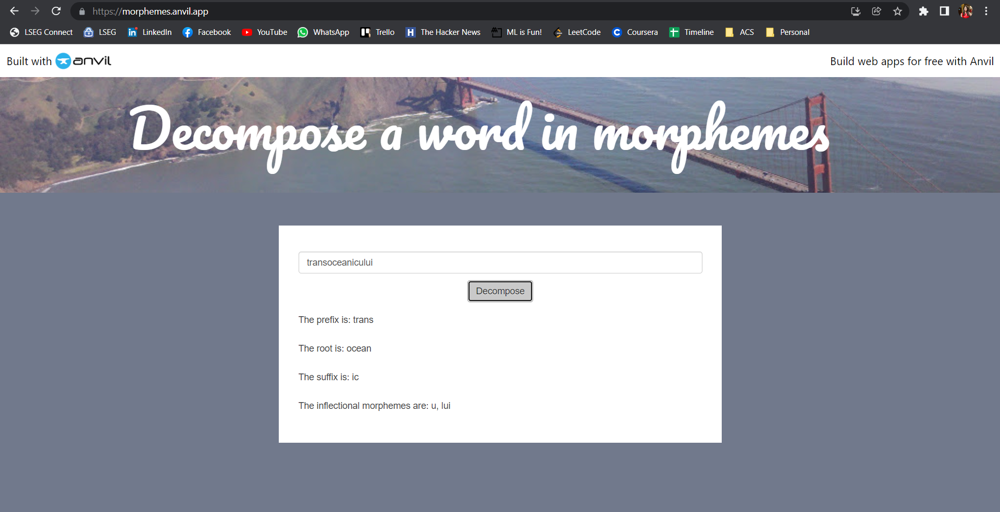 https://morphemes.anvil.app
LSEG Connect LSEG LinkedIn Facebook YouTube WhatsApp Trello The Hacker News ML is Fun! LeetCode Coursera Timeline ACS Personal
Built with anvil Build web apps for free with Anvil
Decompose a word in morphemes
transoceanicului
Decompose
The prefix is: trans
The root is: ocean
The suffix is: ic
The inflectional morphemes are: u, lui